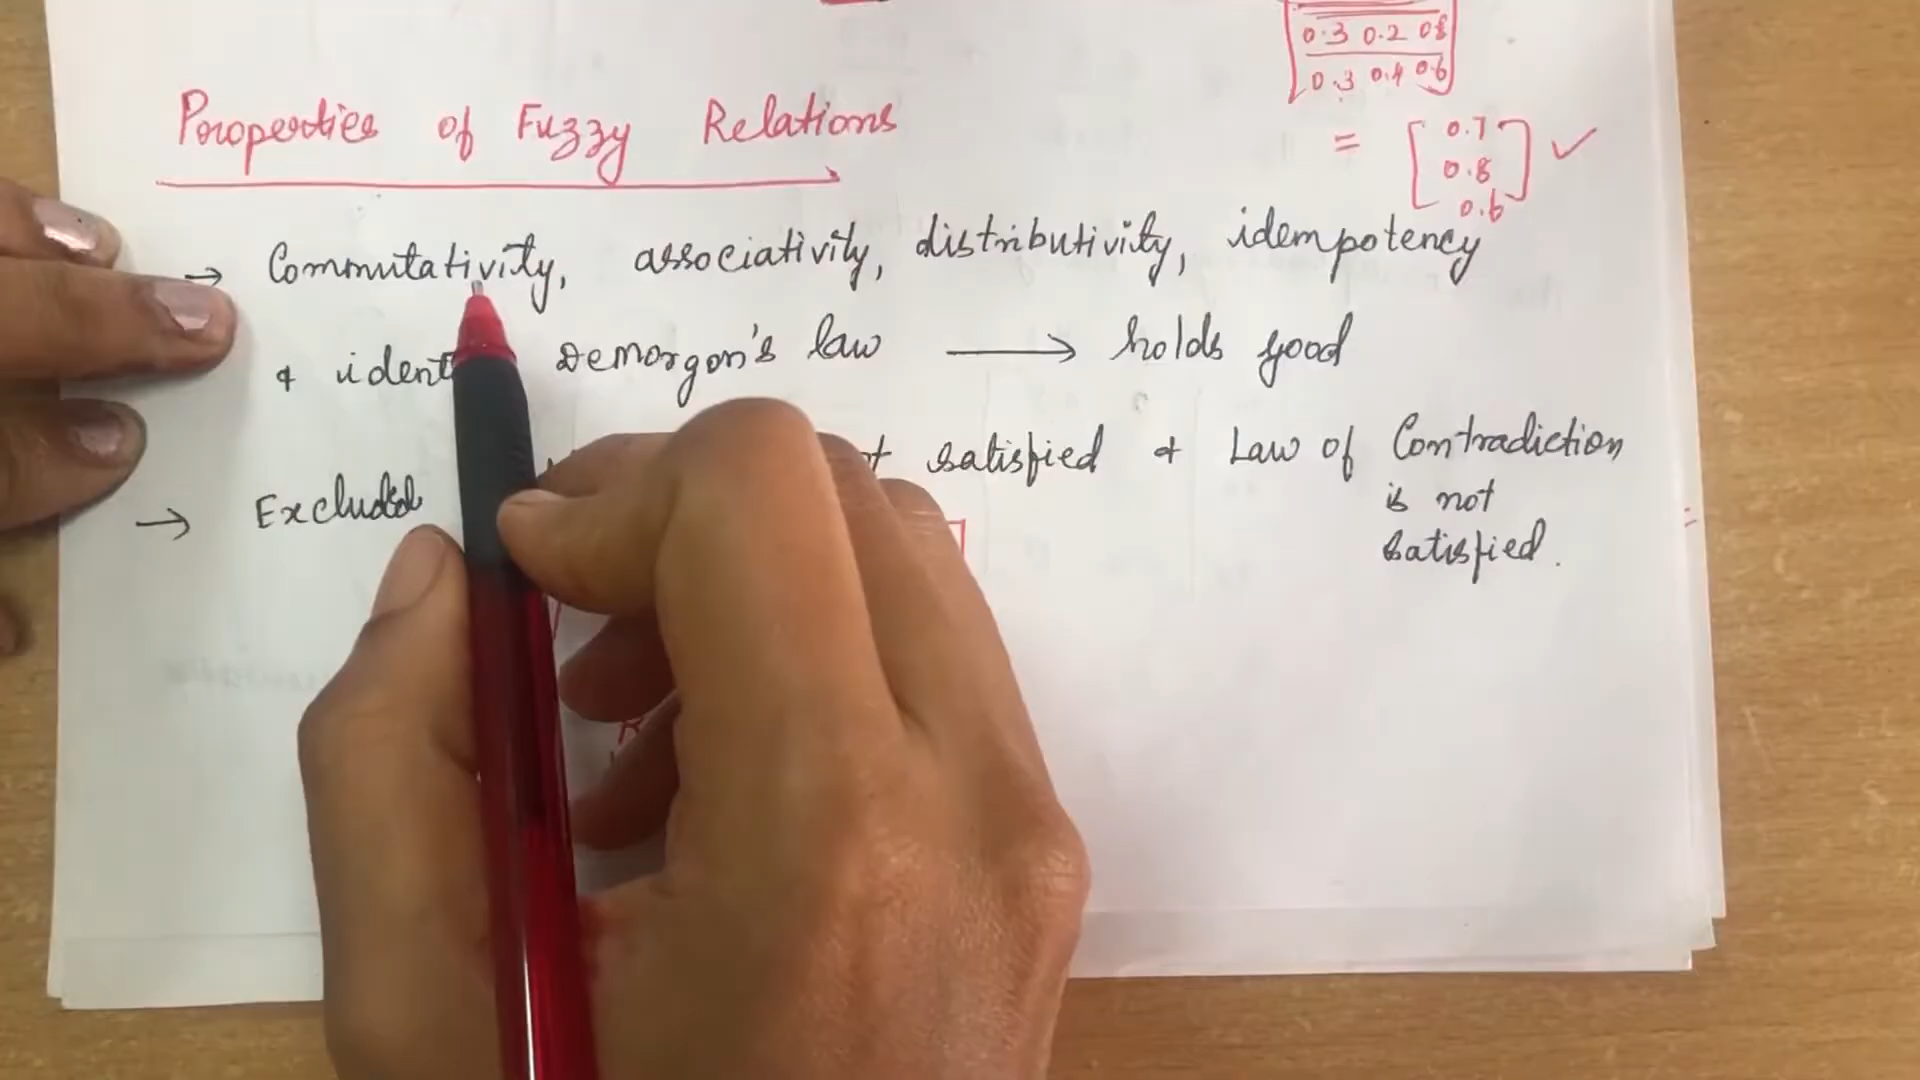 0.3 0.2 0.8
0.3 0.4 0.6
Properties of Fuzzy Relations
= 0.7
0.8
0.6
→ Commutativity, associativity, distributivity, idempotency
& ident Demorgon's law → holds good
→ Excluded satisfied & Law of Contradiction
is not
satisfied.